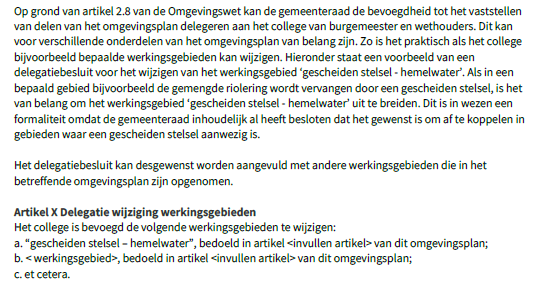 Op grond van artikel 2.8 van de Omgevingswet kan de gemeenteraad de bevoegdheid tot het vaststellen
van delen van het omgevingsplan delegeren aan het college van burgemeester en wethouders. Dit kan
voor verschillende onderdelen van het omgevingsplan van belang zijn. Zo is het praktisch als het college
bijvoorbeeld bepaalde werkingsgebieden kan wijzigen. Hieronder staat een voorbeeld van een
delegatiebesluit voor het wijzigen van het werkingsgebied ‘gescheiden stelsel - hemelwater’. Als in een
bepaald gebied bijvoorbeeld de gemengde riolering wordt vervangen door een gescheiden stelsel, is het
van belang om het werkingsgebied ‘gescheiden stelsel - hemelwater’ uit te breiden. Dit is in wezen een
formaliteit omdat de gemeenteraad inhoudelijk al heeft besloten dat het gewenst is om af te koppelen in
gebieden waar een gescheiden stelsel aanwezig is.

Het delegatiebesluit kan desgewenst worden aangevuld met andere werkingsgebieden die in het
betreffende omgevingsplan zijn opgenomen.

Artikel X Delegatie wijziging werkingsgebieden
Het college is bevoegd de volgende werkingsgebieden te wijzigen:
a. “gescheiden stelsel – hemelwater”, bedoeld in artikel <invullen artikel> van dit omgevingsplan;
b. < werkingsgebied>, bedoeld in artikel <invullen artikel> van dit omgevingsplan;
c. et cetera.